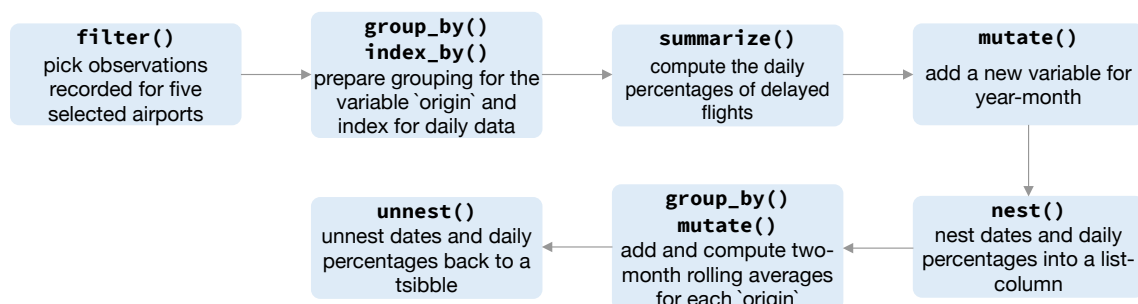 filter()
pick observations
recorded for five
selected airports
group_by()
index_by()
prepare grouping for the
variable `origin` and
index for daily data
summarize()
compute the daily
percentages of delayed
flights
mutate()
add a new variable for
year-month
nest()
nest dates and daily
percentages into a list-
column
group_by()
mutate()
add and compute two-
month rolling averages
for each `origin`
unnest()
unnest dates and daily
percentages back to a
tsibble